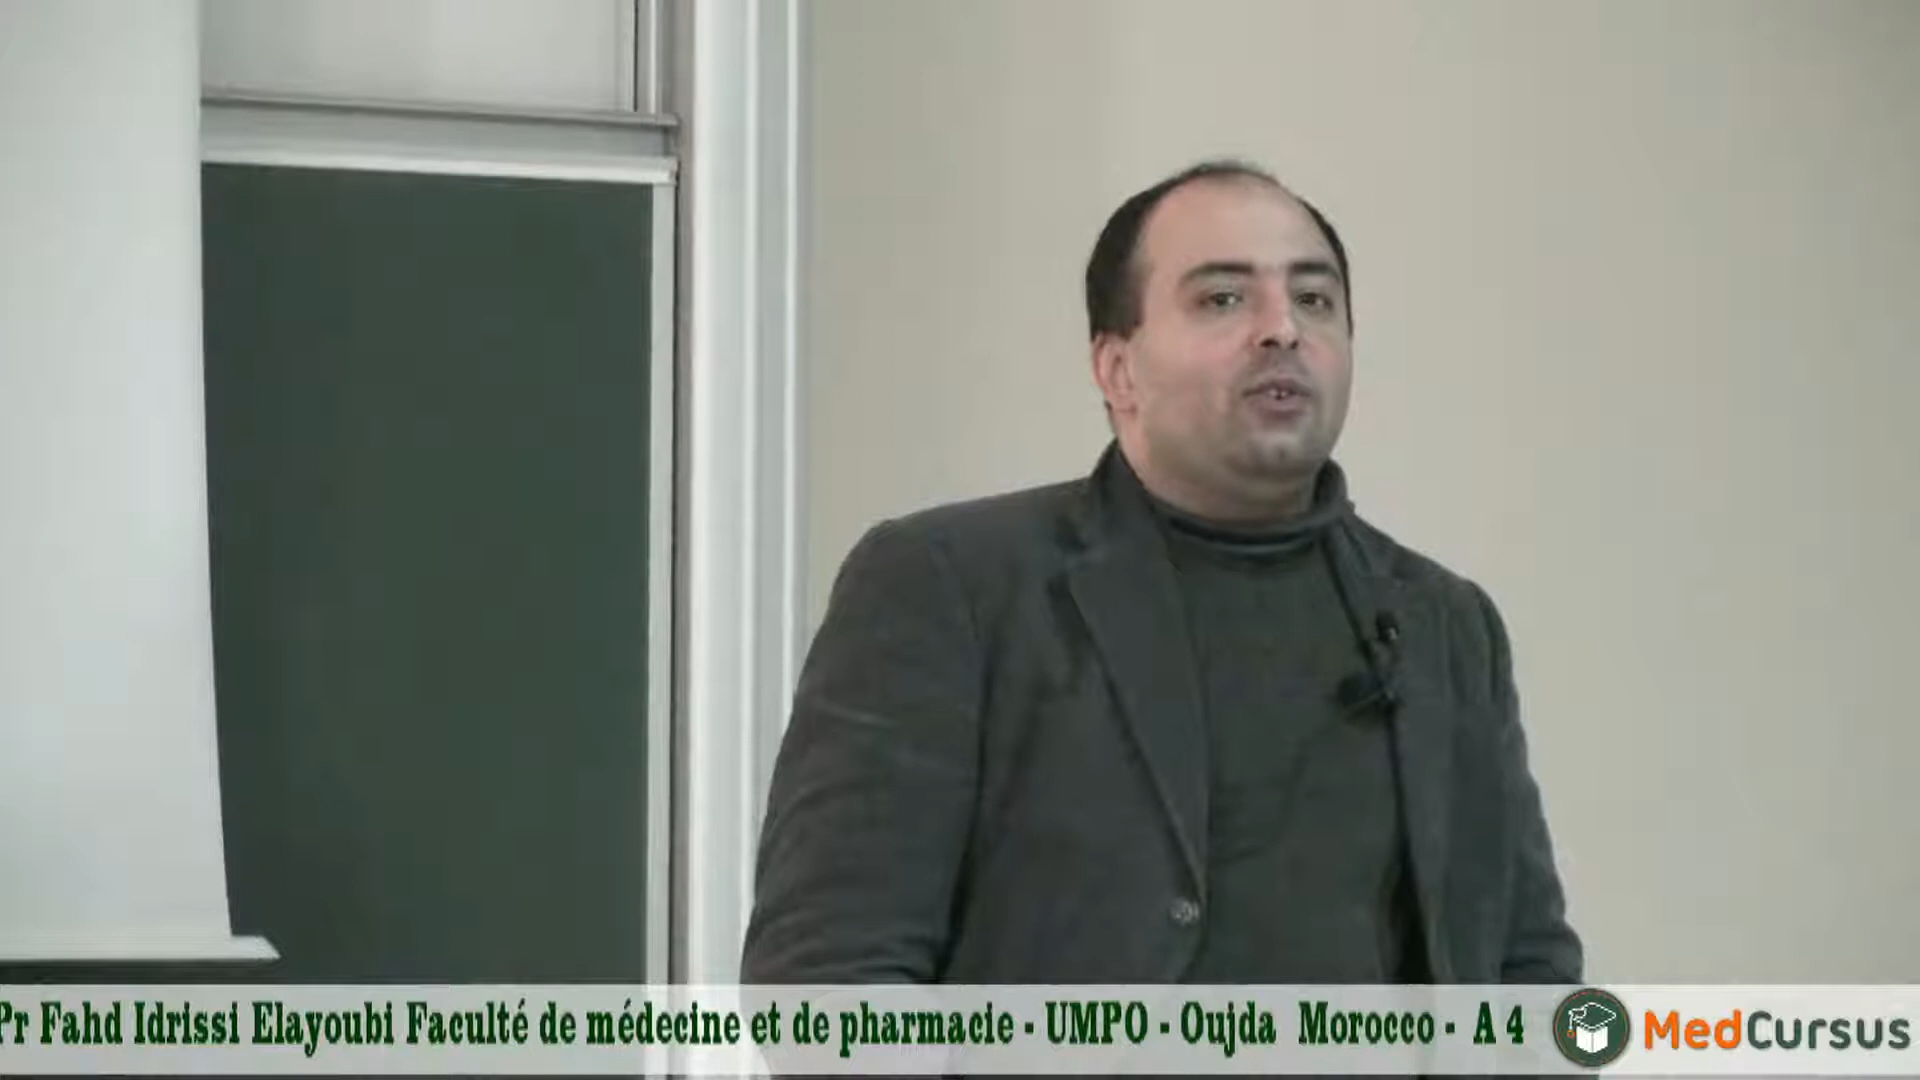 Pr Fahd Idrissi Elayoubi Faculté de médecine et de pharmacie - UMPO - Oujda Morocco - A 4
MedCursus